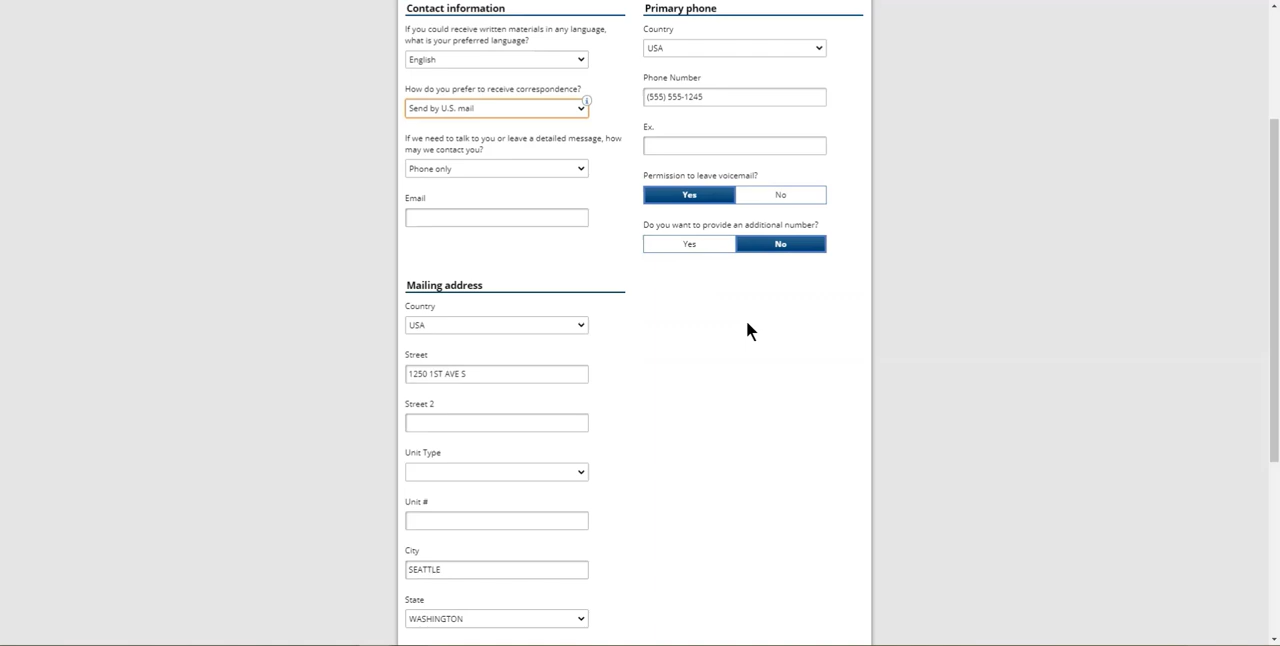 Contact information
If you could receive written materials in any language,
what is your preferred language?
English
How do you prefer to receive correspondence?
Send by U.S. mail
If we need to talk to you or leave a detailed message, how
may we contact you?
Phone only
Email
Primary phone
Country
USA
Phone Number
(555) 555-1245
Ex.
Permission to leave voicemail?
Yes No
Do you want to provide an additional number?
Yes No
Mailing address
Country
USA
Street
1250 1ST AVE S
Street 2
Unit Type
Unit #
City
SEATTLE
State
WASHINGTON